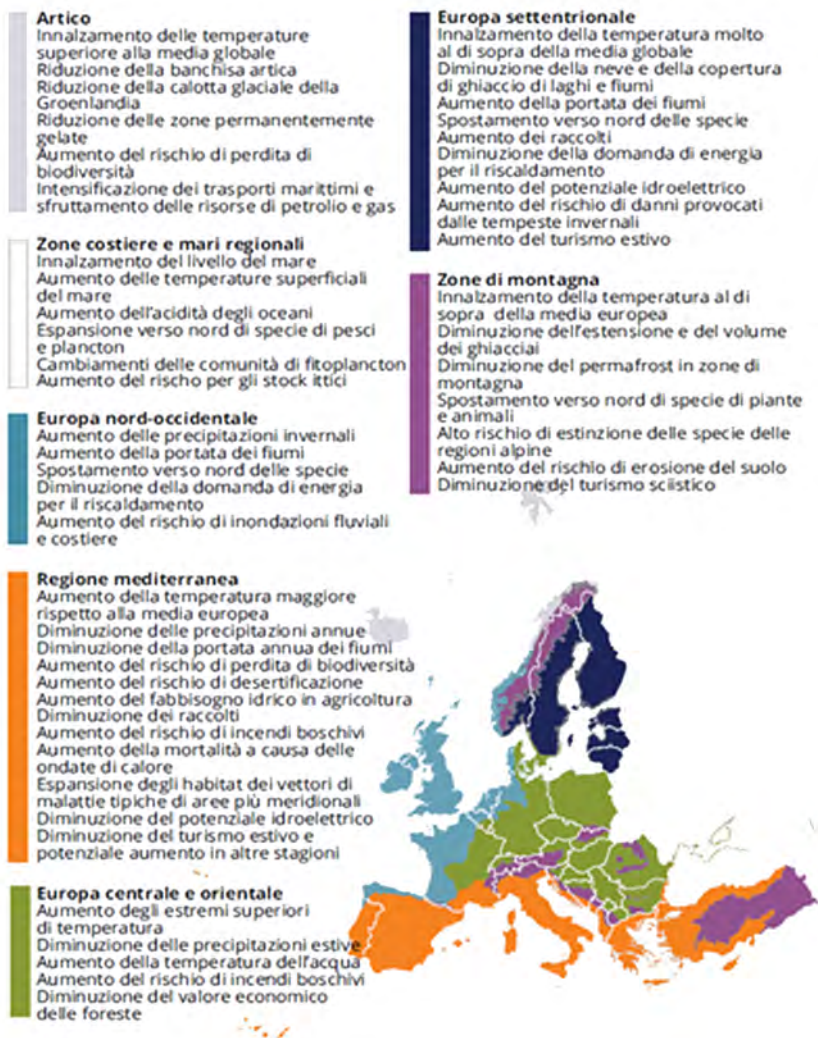 Artico
Innalzamento delle temperature
superiore alla media globale
Riduzione della banchisa artica
Riduzione della calotta glaciale della
Groenlandia
Riduzione delle zone permanentemente
gelate
Aumento del rischio di perdita di
biodiversità
Intensificazione dei trasporti marittimi e
sfruttamento delle risorse di petrolio e gas
Zone costiere e mari regionali
Innalzamento del livello del mare
Aumento delle temperature superficiali
del mare
Aumento dell'acidità degli oceani
Espansione verso nord di specie di pesci
e plancton
Cambiamenti delle comunità di fitoplancton
Aumento del rischo per gli stock ittici
Europa nord-occidentale
Aumento delle precipitazioni invernali
Aumento della portata dei fiumi
Spostamento verso nord delle specie
Diminuzione della domanda di energia
per il riscaldamento
Aumento del rischio di inondazioni fluviali
e costiere
Regione mediterranea
Aumento della temperatura maggiore
rispetto alla media europea
Diminuzione delle precipitazioni annue
Diminuzione della portata annua dei fiumi
Aumento del rischio di perdita di biodiversità
Aumento del rischio di desertificazione
Aumento del fabbisogno idrico in agricoltura
Diminuzione dei raccolti
Aumento del rischio di incendi boschivi
Aumento della mortalità a causa delle
ondate di calore
Espansione degli habitat dei vettori di
malattie tipiche di aree più meridionali
Diminuzione del potenziale idroelettrico
Diminuzione del turismo estivo e
potenziale aumento in altre stagioni
Europa centrale e orientale
Aumento degli estremi superiori
di temperatura
Diminuzione delle precipitazioni estive
Aumento della temperatura dell'acqua
Aumento del rischio di incendi boschivi
Diminuzione del valore economico
delle foreste
Europa settentrionale
Innalzamento della temperatura molto
al di sopra della media globale
Diminuzione della neve e della copertura
di ghiaccio di laghi e fiumi
Aumento della portata dei fiumi
Spostamento verso nord delle specie
Aumento dei raccolti
Diminuzione della domanda di energia
per il riscaldamento
Aumento del potenziale idroelettrico
Aumento del rischio di danni provocati
dalle tempeste invernali
Aumento del turismo estivo
Zone di montagna
Innalzamento della temperatura al di
sopra della media europea
Diminuzione dell'estensione e del volume
dei ghiacciai
Diminuzione del permafrost in zone di
montagna
Spostamento verso nord di specie di piante
e animali
Alto rischio di estinzione delle specie delle
regioni alpine
Aumento del rischio di erosione del suolo
Diminuzione del turismo sciistico